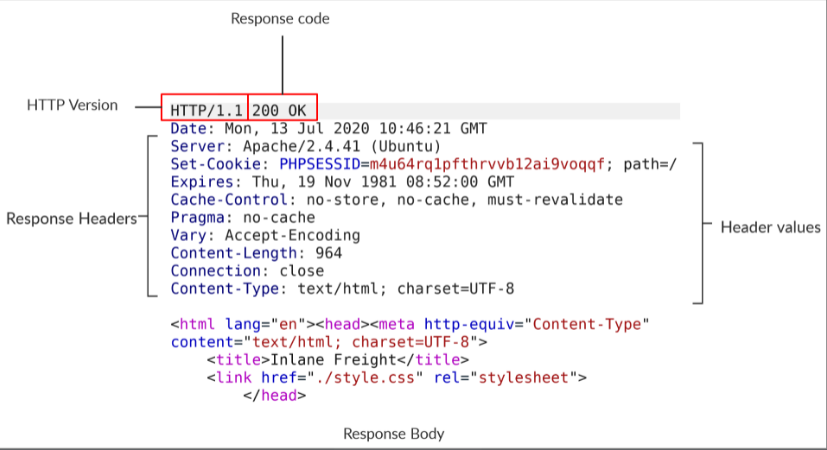 Response code
HTTP Version
HTTP/1.1 200 OK
Date: Mon, 13 Jul 2020 10:46:21 GMT
Server: Apache/2.4.41 (Ubuntu)
Set-Cookie: PHPSESSID=m4u64rq1pfthrvvb12ai9voqqf; path=/
Expires: Thu, 19 Nov 1981 08:52:00 GMT
Cache-Control: no-store, no-cache, must-revalidate
Response Headers
Pragma: no-cache
Header values
Vary: Accept-Encoding
Content-Length: 964
Connection: close
Content-Type: text/html; charset=UTF-8
<html lang="en"><head><meta http-equiv="Content-Type"
content="text/html; charset=UTF-8">
<title>Inlane Freight</title>
<link href="./style.css" rel="stylesheet">
</head>
Response Body